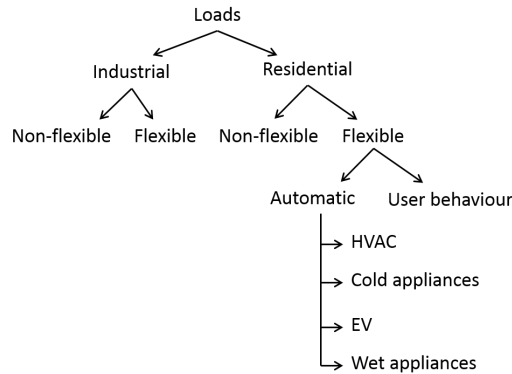 Loads
Industrial
Residential
Non-flexible
Flexible
Non-flexible
Flexible
Automatic
User behaviour
HVAC
Cold appliances
EV
Wet appliances